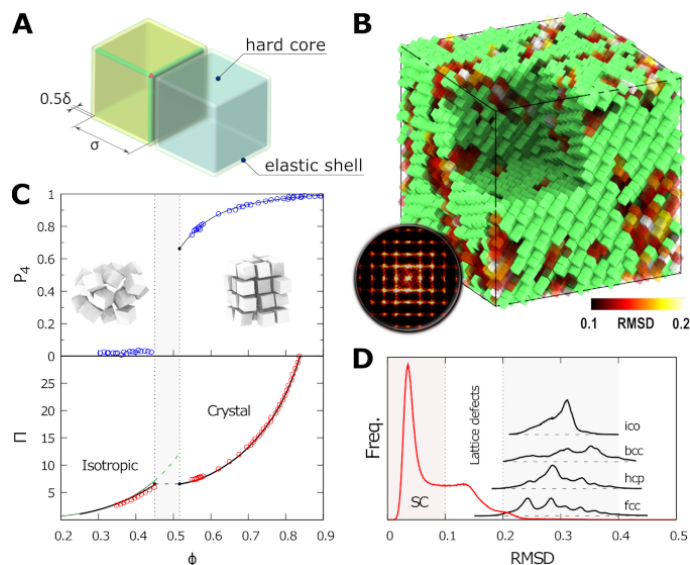 A
hard core
0.5δ
σ
elastic shell
B
0.1 RMSD 0.2
C
1
0.8
0.6
P4
0.4
0.2
0
25
20
Π
15
10
5
Crystal
Isotropic
0.2 0.3 0.4 0.5 0.6 0.7 0.8 0.9
ϕ
D
Freq.
SC
Lattice defects
ico
bcc
hcp
fcc
0 0.1 0.2 0.3 0.4 0.5
RMSD